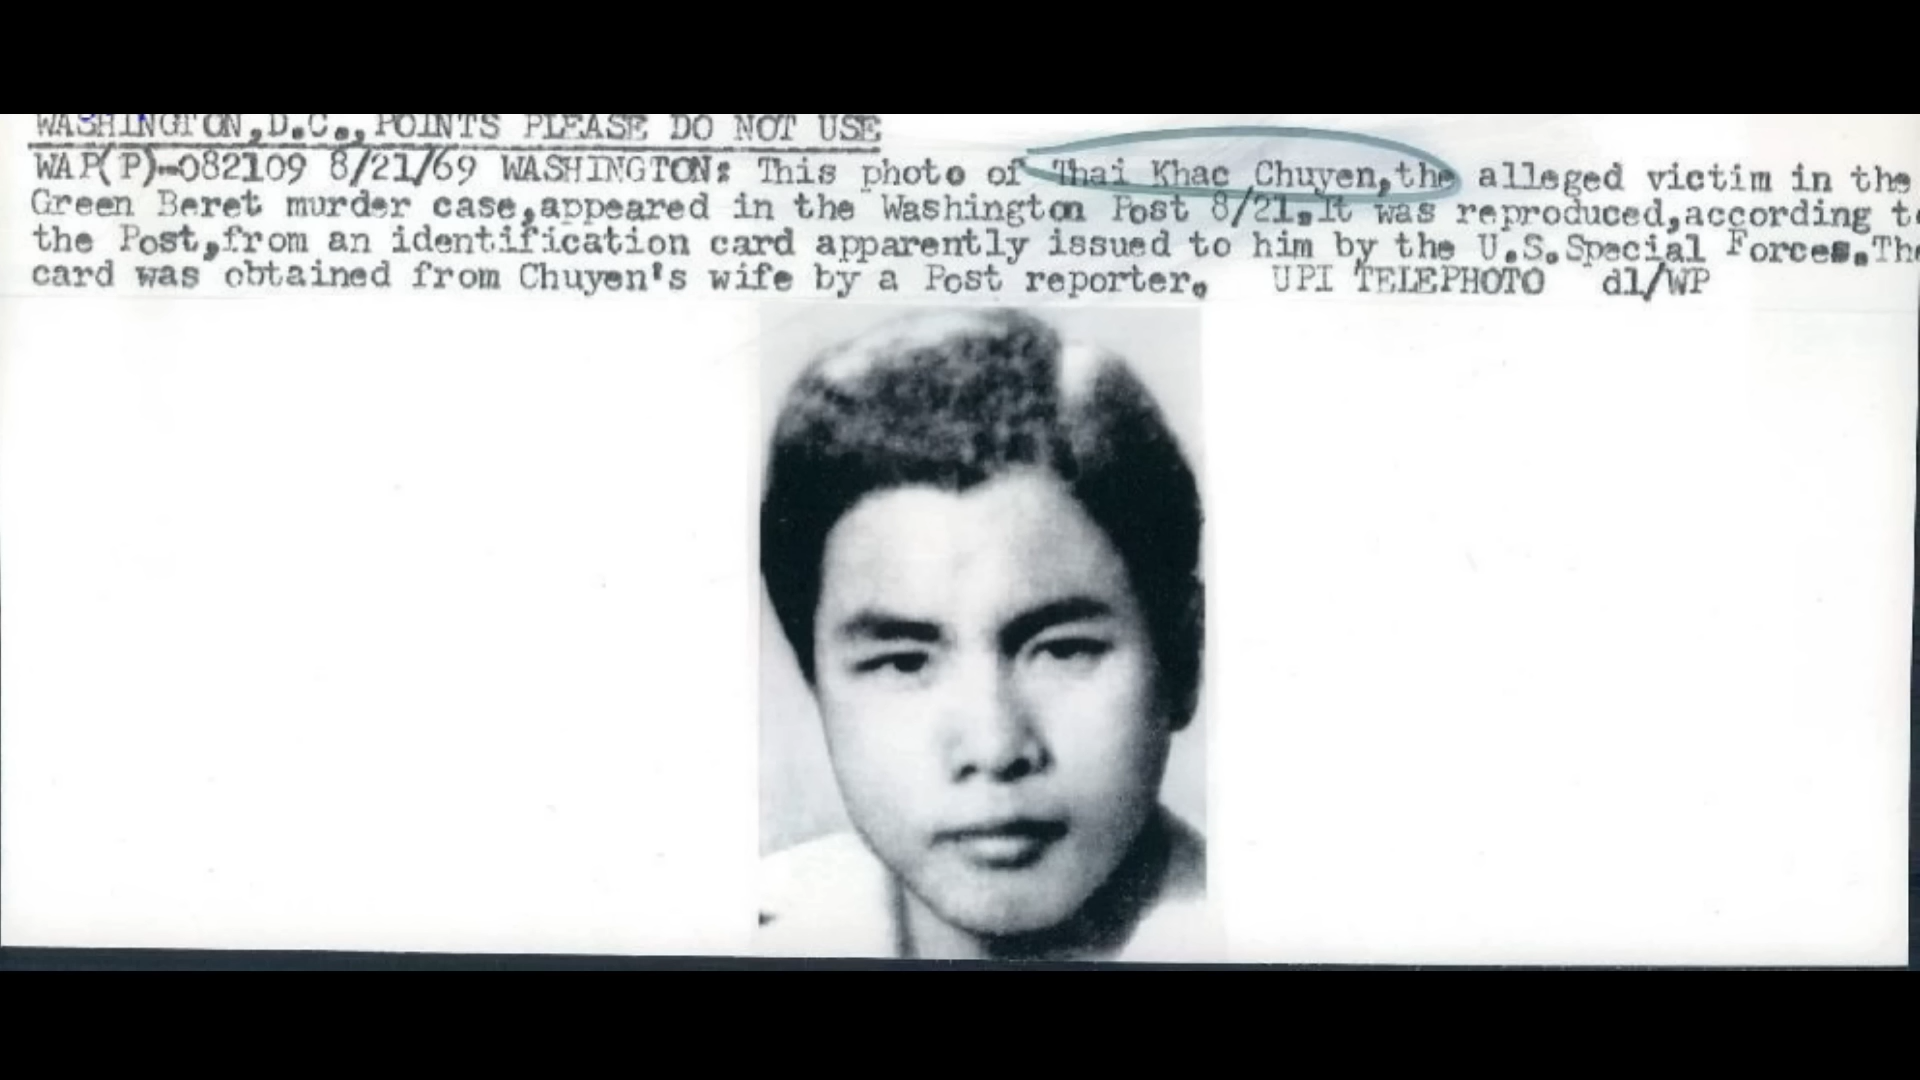 WASHINGTON,D.C., POINTS PLEASE DO NOT USE
WAP(P)-082109 8/21/69 WASHINGTON: This photo of Thai Khac Chuyen,the alleged victim in the
Green Beret murder case,appeared in the Washington Post 8/21.It was reproduced,according to
the Post,from an identification card apparently issued to him by the U.S.Special Forces.The
card was obtained from Chuyen's wife by a Post reporter. UPI TELEPHOTO dl/WP